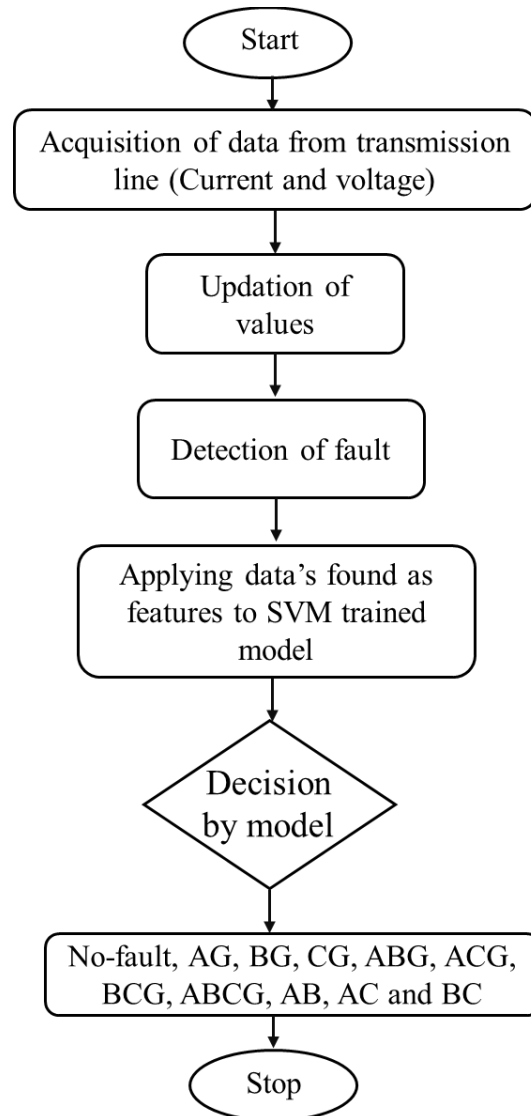 Start
Acquisition of data from transmission
line (Current and voltage)
Updation of
values
Detection of fault
Applying data's found as
features to SVM trained
model
Decision
by model
No-fault, AG, BG, CG, ABG, ACG,
BCG, ABCG, AB, AC and BC
Stop